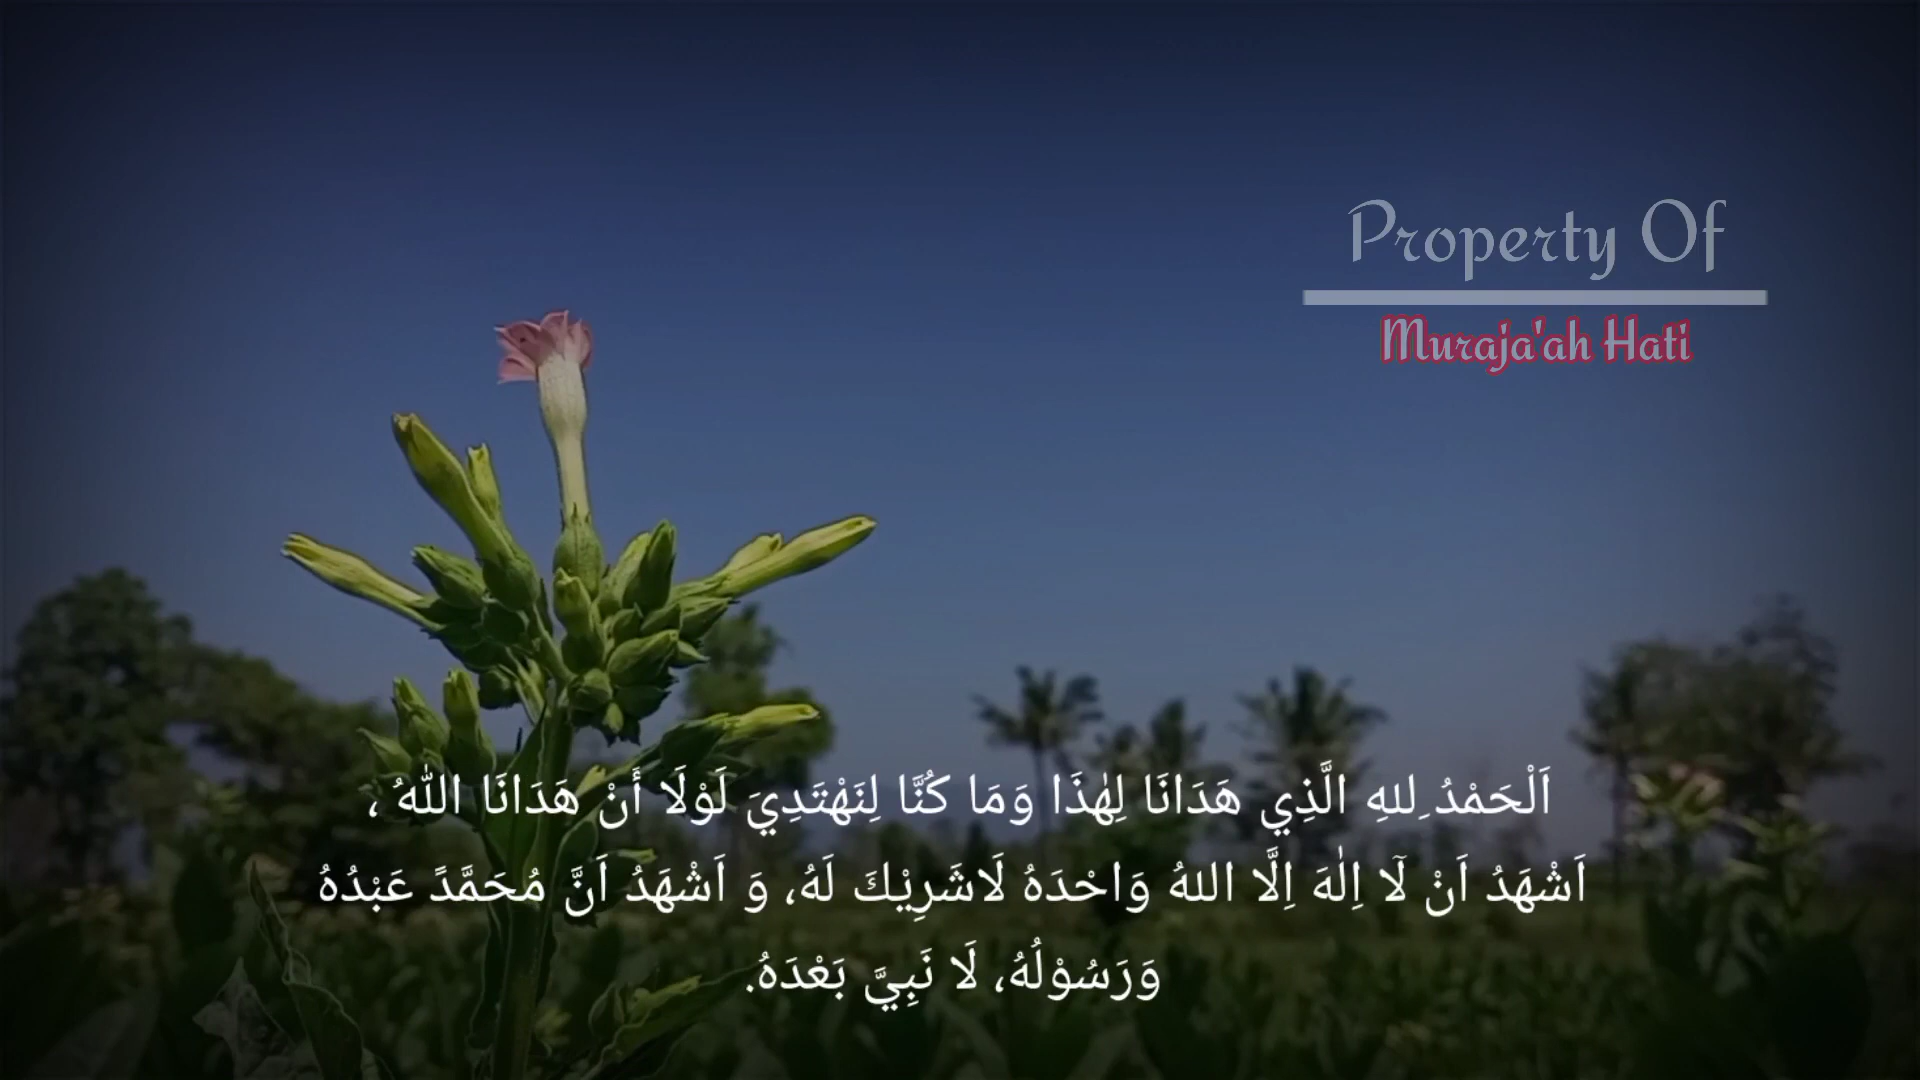 Property Of
Muraja'ah Hati
اَلْحَمْدُ ِللهِ الَّذِي هَدَانَا لِهٰذَا وَمَا كُنَّا لِنَهْتَدِيَ لَوْلَا أَنْ هَدَانَا اللّٰهُ ،
اَشْهَدُ اَنْ لَآ اِلٰهَ اِلَّا اللهُ وَاحْدَهُ لَاشَرِيْكَ لَهُ، وَ اَشْهَدُ اَنَّ مُحَمَّدً عَبْدُهُ
وَرَسُوْلُهُ، لَا نَبِيَّ بَعْدَهُ.